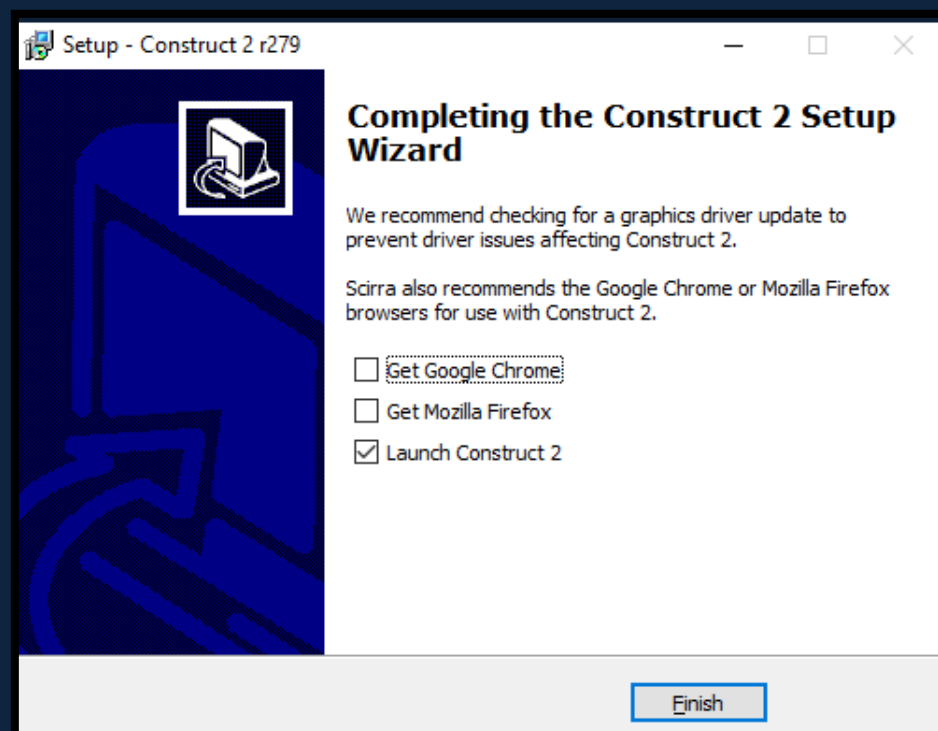 Setup - Construct 2 r279
Completing the Construct 2 Setup
Wizard
We recommend checking for a graphics driver update to
prevent driver issues affecting Construct 2.
Scirra also recommends the Google Chrome or Mozilla Firefox
browsers for use with Construct 2.
Get Google Chrome
Get Mozilla Firefox
Launch Construct 2
Finish